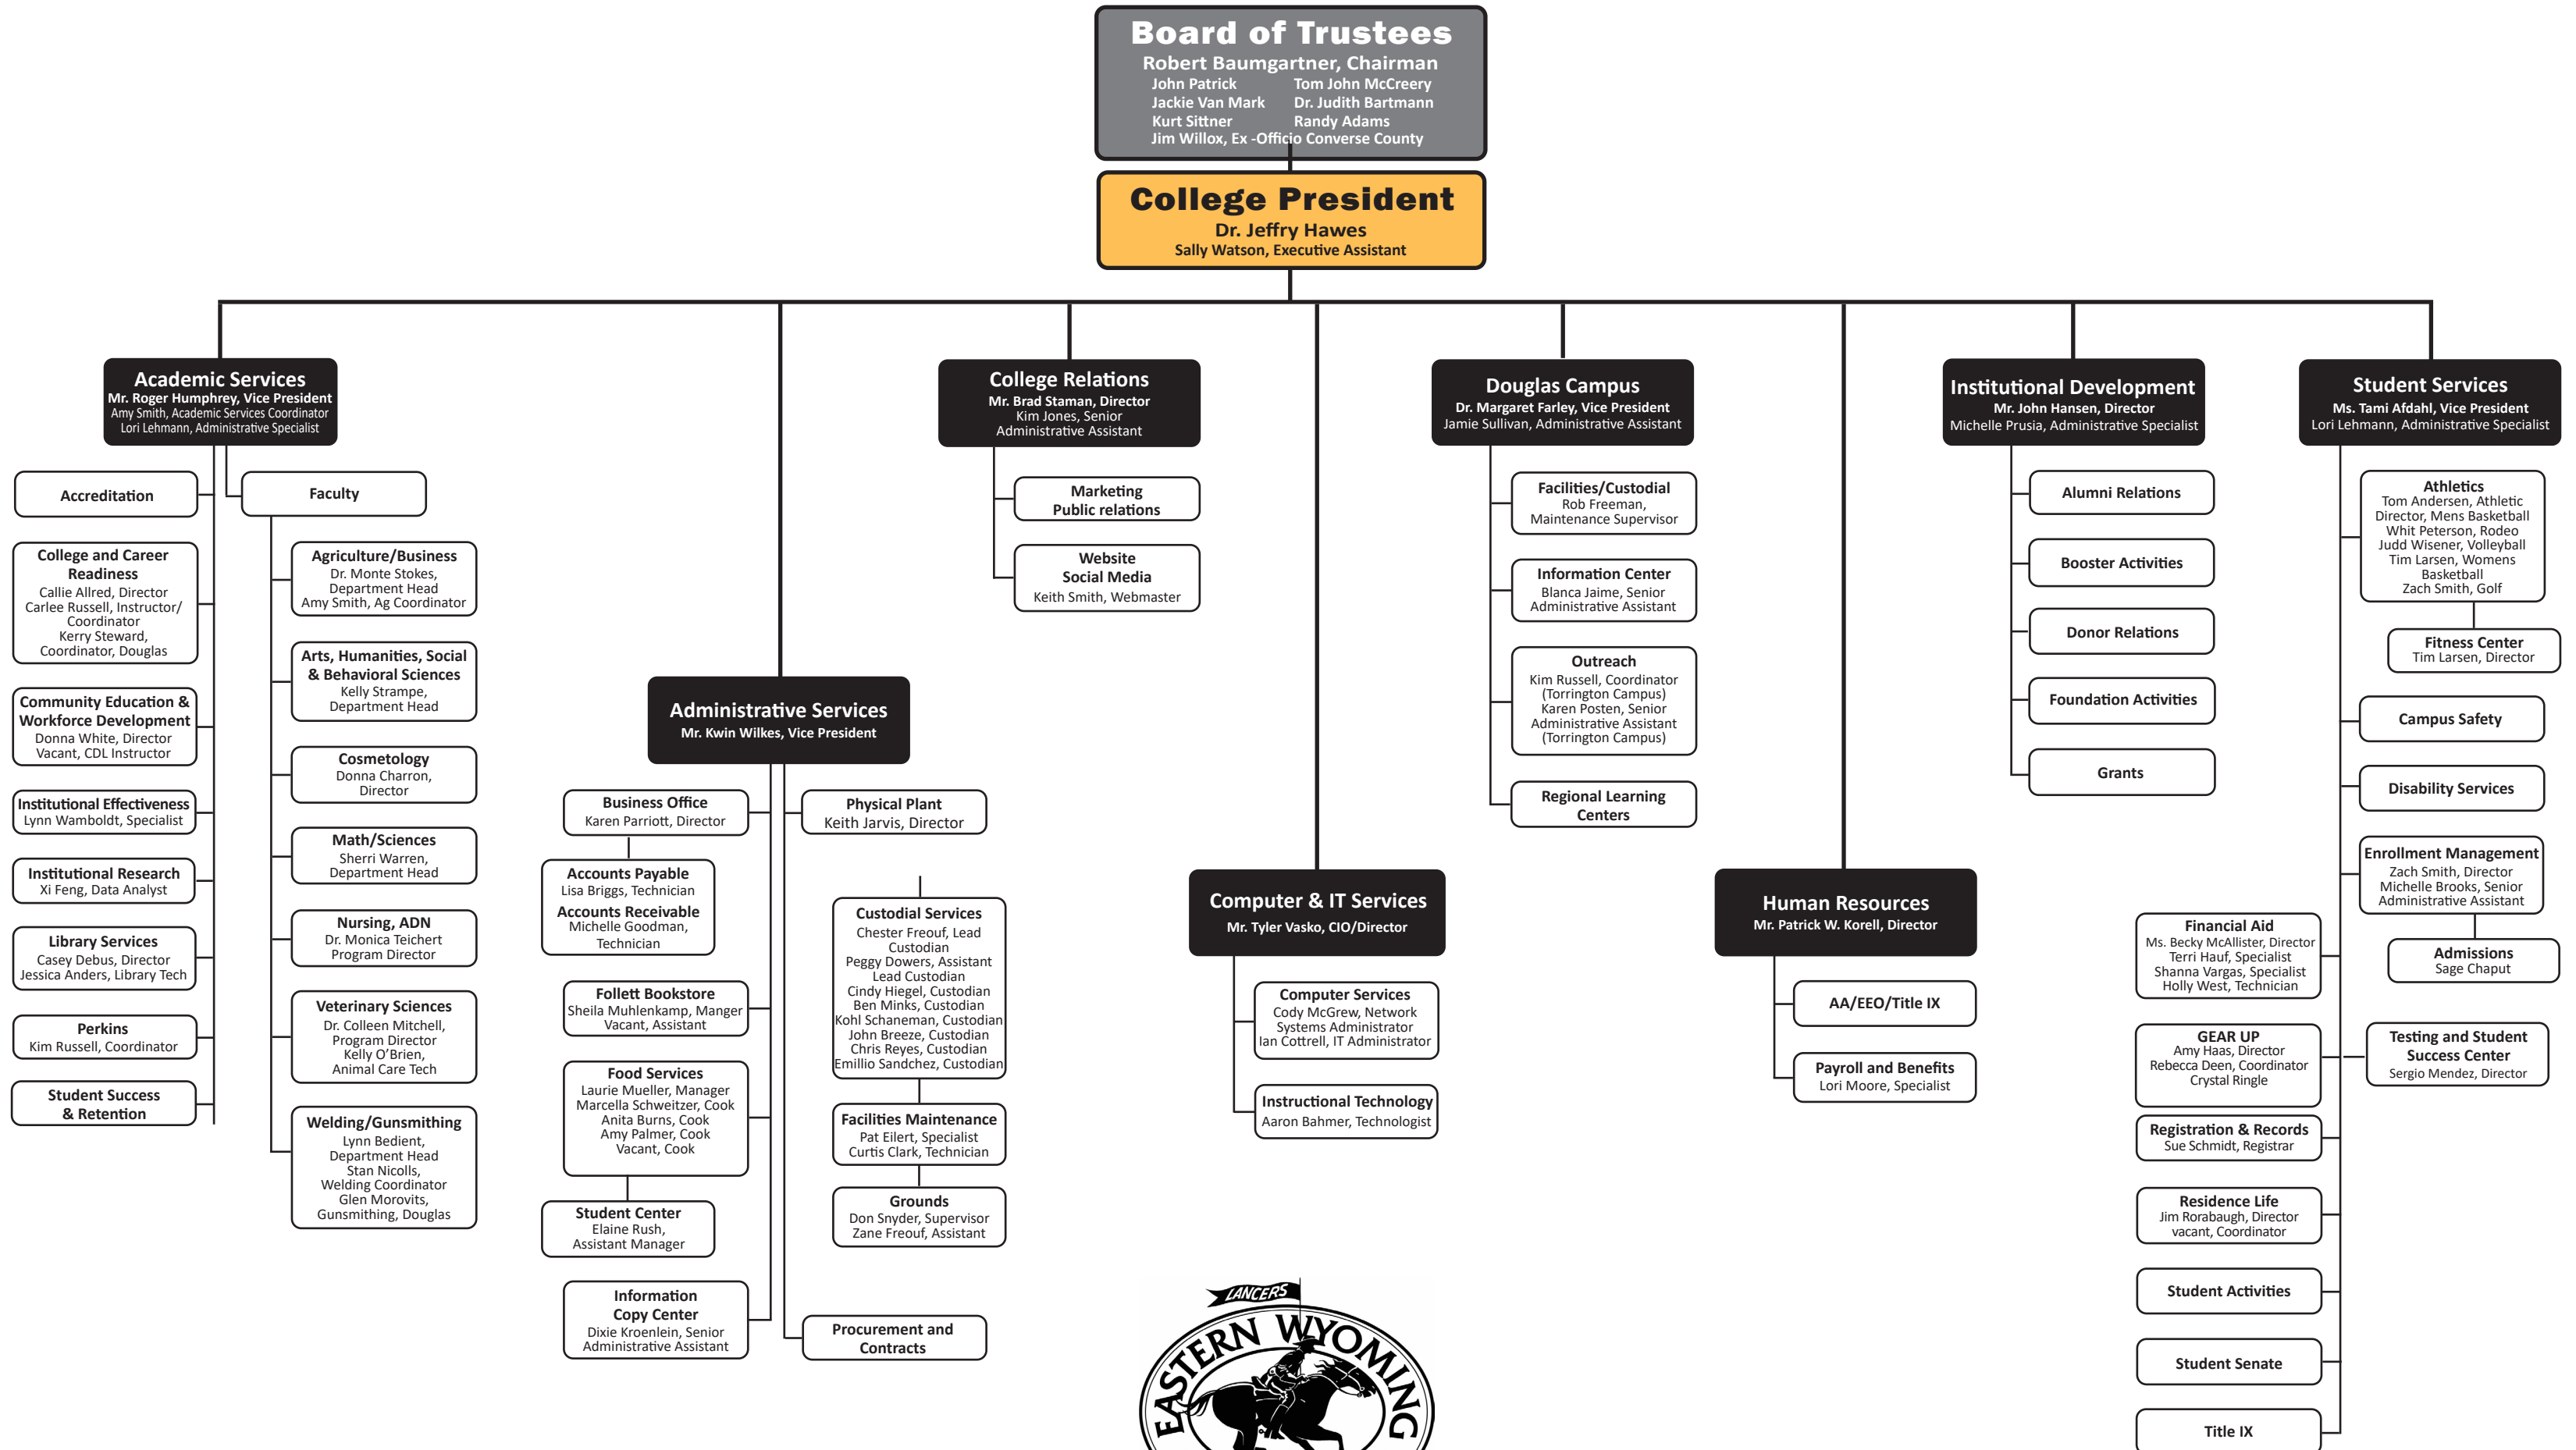 Board of Trustees
Robert Baumgartner, Chairman
John Patrick Tom John McCreery
Jackie Van Mark Dr. Judith Bartmann
Kurt Sittner Randy Adams
Jim Willox, Ex -Officio Converse County
College President
Dr. Jeffry Hawes
Sally Watson, Executive Assistant
Academic Services
Mr. Roger Humphrey, Vice President
Amy Smith, Academic Services Coordinator
Lori Lehmann, Administrative Specialist
Accreditation
College and Career
Readiness
Callie Allred, Director
Carlee Russell, Instructor/
Coordinator
Kerry Steward,
Coordinator, Douglas
Community Education &
Workforce Development
Donna White, Director
Vacant, CDL Instructor
Institutional Effectiveness
Lynn Wamboldt, Specialist
Institutional Research
Xi Feng, Data Analyst
Library Services
Casey Debus, Director
Jessica Anders, Library Tech
Perkins
Kim Russell, Coordinator
Student Success
& Retention
Faculty
Agriculture/Business
Dr. Monte Stokes,
Department Head
Amy Smith, Ag Coordinator
Arts, Humanities, Social
& Behavioral Sciences
Kelly Strampe,
Department Head
Cosmetology
Donna Charron,
Director
Math/Sciences
Sherri Warren,
Department Head
Nursing, ADN
Dr. Monica Teichert
Program Director
Veterinary Sciences
Dr. Colleen Mitchell,
Program Director
Kelly O’Brien,
Animal Care Tech
Welding/Gunsmithing
Lynn Bedient,
Department Head
Stan Nicolls,
Welding Coordinator
Glen Morovits,
Gunsmithing, Douglas
Administrative Services
Mr. Kwin Wilkes, Vice President
Business Office
Karen Parriott, Director
Accounts Payable
Lisa Briggs, Technician
Accounts Receivable
Michelle Goodman,
Technician
Follett Bookstore
Sheila Muhlenkamp, Manger
Vacant, Assistant
Food Services
Laurie Mueller, Manager
Marcella Schweitzer, Cook
Anita Burns, Cook
Amy Palmer, Cook
Vacant, Cook
Student Center
Elaine Rush,
Assistant Manager
Information
Copy Center
Dixie Kroenlein, Senior
Administrative Assistant
Physical Plant
Keith Jarvis, Director
Custodial Services
Chester Freouf, Lead
Custodian
Peggy Dowers, Assistant
Lead Custodian
Cindy Hiegel, Custodian
Ben Minks, Custodian
Kohl Schaneman, Custodian
John Breeze, Custodian
Chris Reyes, Custodian
Emillio Sandchez, Custodian
Facilities Maintenance
Pat Eilert, Specialist
Curtis Clark, Technician
Grounds
Don Snyder, Supervisor
Zane Freouf, Assistant
Procurement and
Contracts
College Relations
Mr. Brad Staman, Director
Kim Jones, Senior
Administrative Assistant
Marketing
Public relations
Website
Social Media
Keith Smith, Webmaster
Computer & IT Services
Mr. Tyler Vasko, CIO/Director
Computer Services
Cody McGrew, Network
Systems Administrator
Ian Cottrell, IT Administrator
Instructional Technology
Aaron Bahmer, Technologist
Douglas Campus
Dr. Margaret Farley, Vice President
Jamie Sullivan, Administrative Assistant
Facilities/Custodial
Rob Freeman,
Maintenance Supervisor
Information Center
Blanca Jaime, Senior
Administrative Assistant
Outreach
Kim Russell, Coordinator
(Torrington Campus)
Karen Posten, Senior
Administrative Assistant
(Torrington Campus)
Regional Learning
Centers
Human Resources
Mr. Patrick W. Korell, Director
AA/EEO/Title IX
Payroll and Benefits
Lori Moore, Specialist
Institutional Development
Mr. John Hansen, Director
Michelle Prusia, Administrative Specialist
Alumni Relations
Booster Activities
Donor Relations
Foundation Activities
Grants
Student Services
Ms. Tami Afdahl, Vice President
Lori Lehmann, Administrative Specialist
Athletics
Tom Andersen, Athletic
Director, Mens Basketball
Whit Peterson, Rodeo
Judd Wisener, Volleyball
Tim Larsen, Womens
Basketball
Zach Smith, Golf
Fitness Center
Tim Larsen, Director
Campus Safety
Disability Services
Enrollment Management
Zach Smith, Director
Michelle Brooks, Senior
Administrative Assistant
Admissions
Sage Chaput
Financial Aid
Ms. Becky McAllister, Director
Terri Hauf, Specialist
Shanna Vargas, Specialist
Holly West, Technician
GEAR UP
Amy Haas, Director
Rebecca Deen, Coordinator
Crystal Ringle
Testing and Student
Success Center
Sergio Mendez, Director
Registration & Records
Sue Schmidt, Registrar
Residence Life
Jim Rorabaugh, Director
vacant, Coordinator
Student Activities
Student Senate
Title IX
LANCERS
EASTERN WYOMING